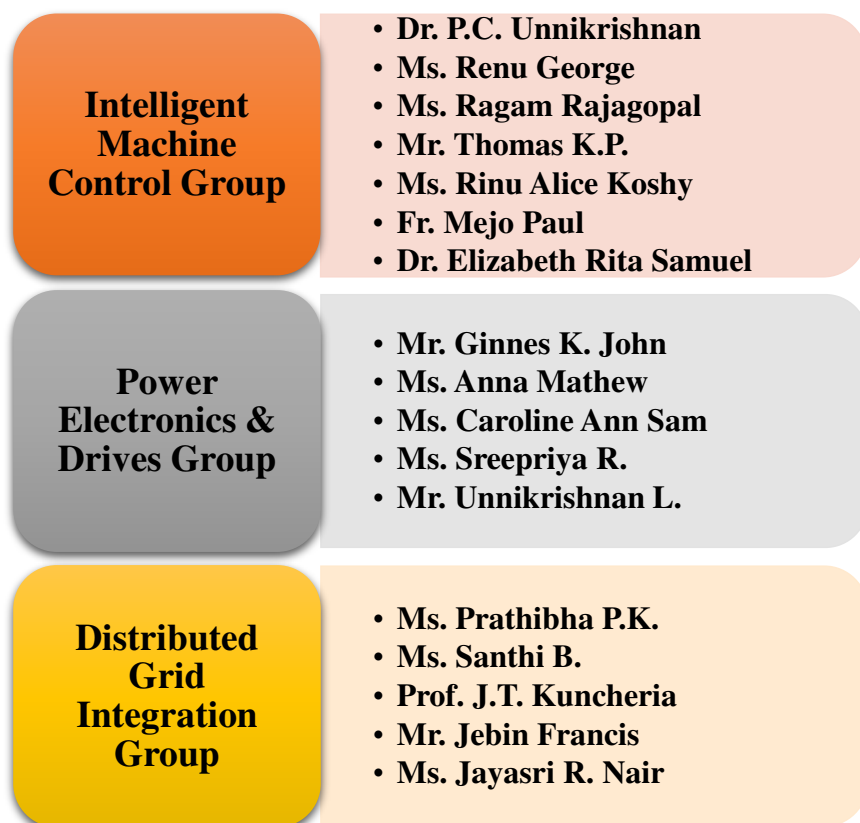 Intelligent
Machine
Control Group
• Dr. P.C. Unnikrishnan
• Ms. Renu George
• Ms. Ragam Rajagopal
• Mr. Thomas K.P.
• Ms. Rinu Alice Koshy
• Fr. Mejo Paul
• Dr. Elizabeth Rita Samuel
Power
Electronics &
Drives Group
• Mr. Ginnes K. John
• Ms. Anna Mathew
• Ms. Caroline Ann Sam
• Ms. Sreepriya R.
• Mr. Unnikrishnan L.
Distributed
Grid
Integration
Group
• Ms. Prathibha P.K.
• Ms. Santhi B.
• Prof. J.T. Kuncheria
• Mr. Jebin Francis
• Ms. Jayasri R. Nair